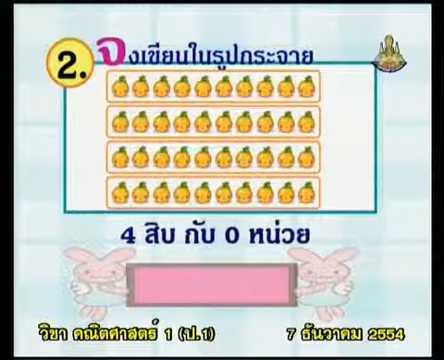 2. จงเขียนในรูปกระจาย
4 สิบ กับ 0 หน่วย
วิชา คณิตศาสตร์ 1 (ป.1) 7 ธันวาคม 2554